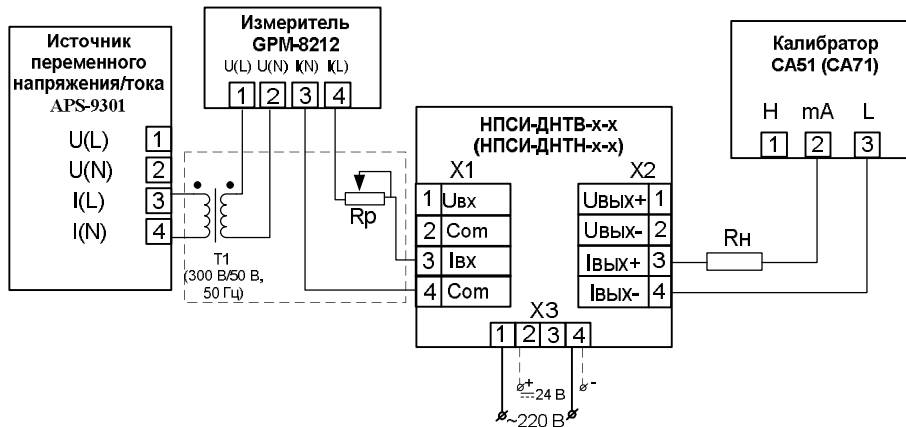 Источник
переменного
напряжения/тока
APS-9301
U(L) 1
U(N) 2
I(L) 3
I(N) 4
Измеритель
GPM-8212
U(L) U(N) I(N) I(L)
1 2 3 4
T1
(300 В/50 В,
50 Гц)
Rр
НПСИ-ДНТВ-х-х
(НПСИ-ДНТН-х-х)
X1
1 Uвх
2 Com
3 Iвх
4 Com
X2
Uвых+ 1
Uвых- 2
Iвых+ 3
Iвых- 4
X3
1 2 3 4
+ -
24 В
~220 В
Rн
Калибратор
СА51 (СА71)
H mA L
1 2 3